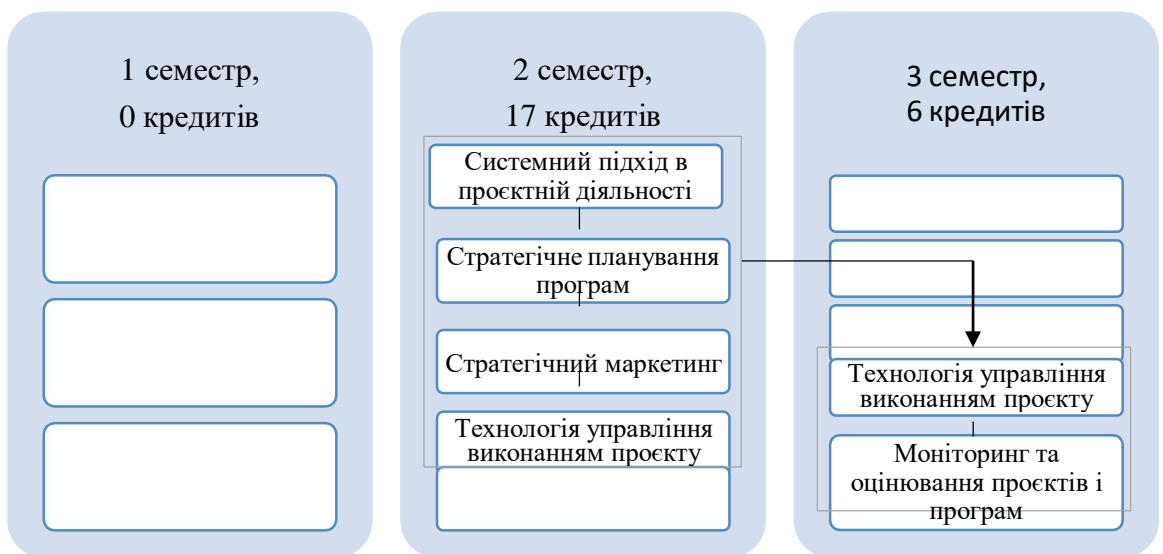 1 семестр,
0 кредитів
2 семестр,
17 кредитів
Системний підхід в
проєктній діяльності
Стратегічне планування
програм
Стратегічний маркетинг
Технологія управління
виконанням проєкту
3 семестр,
6 кредитів
Технологія управління
виконанням проєкту
Моніторинг та
оцінювання проєктів і
програм